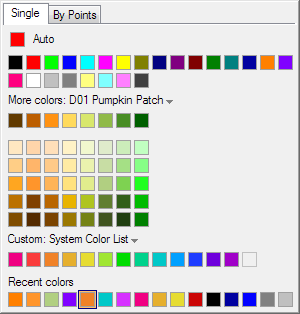 Single By Points
Auto
More colors: D01 Pumpkin Patch
Custom: System Color List
Recent colors